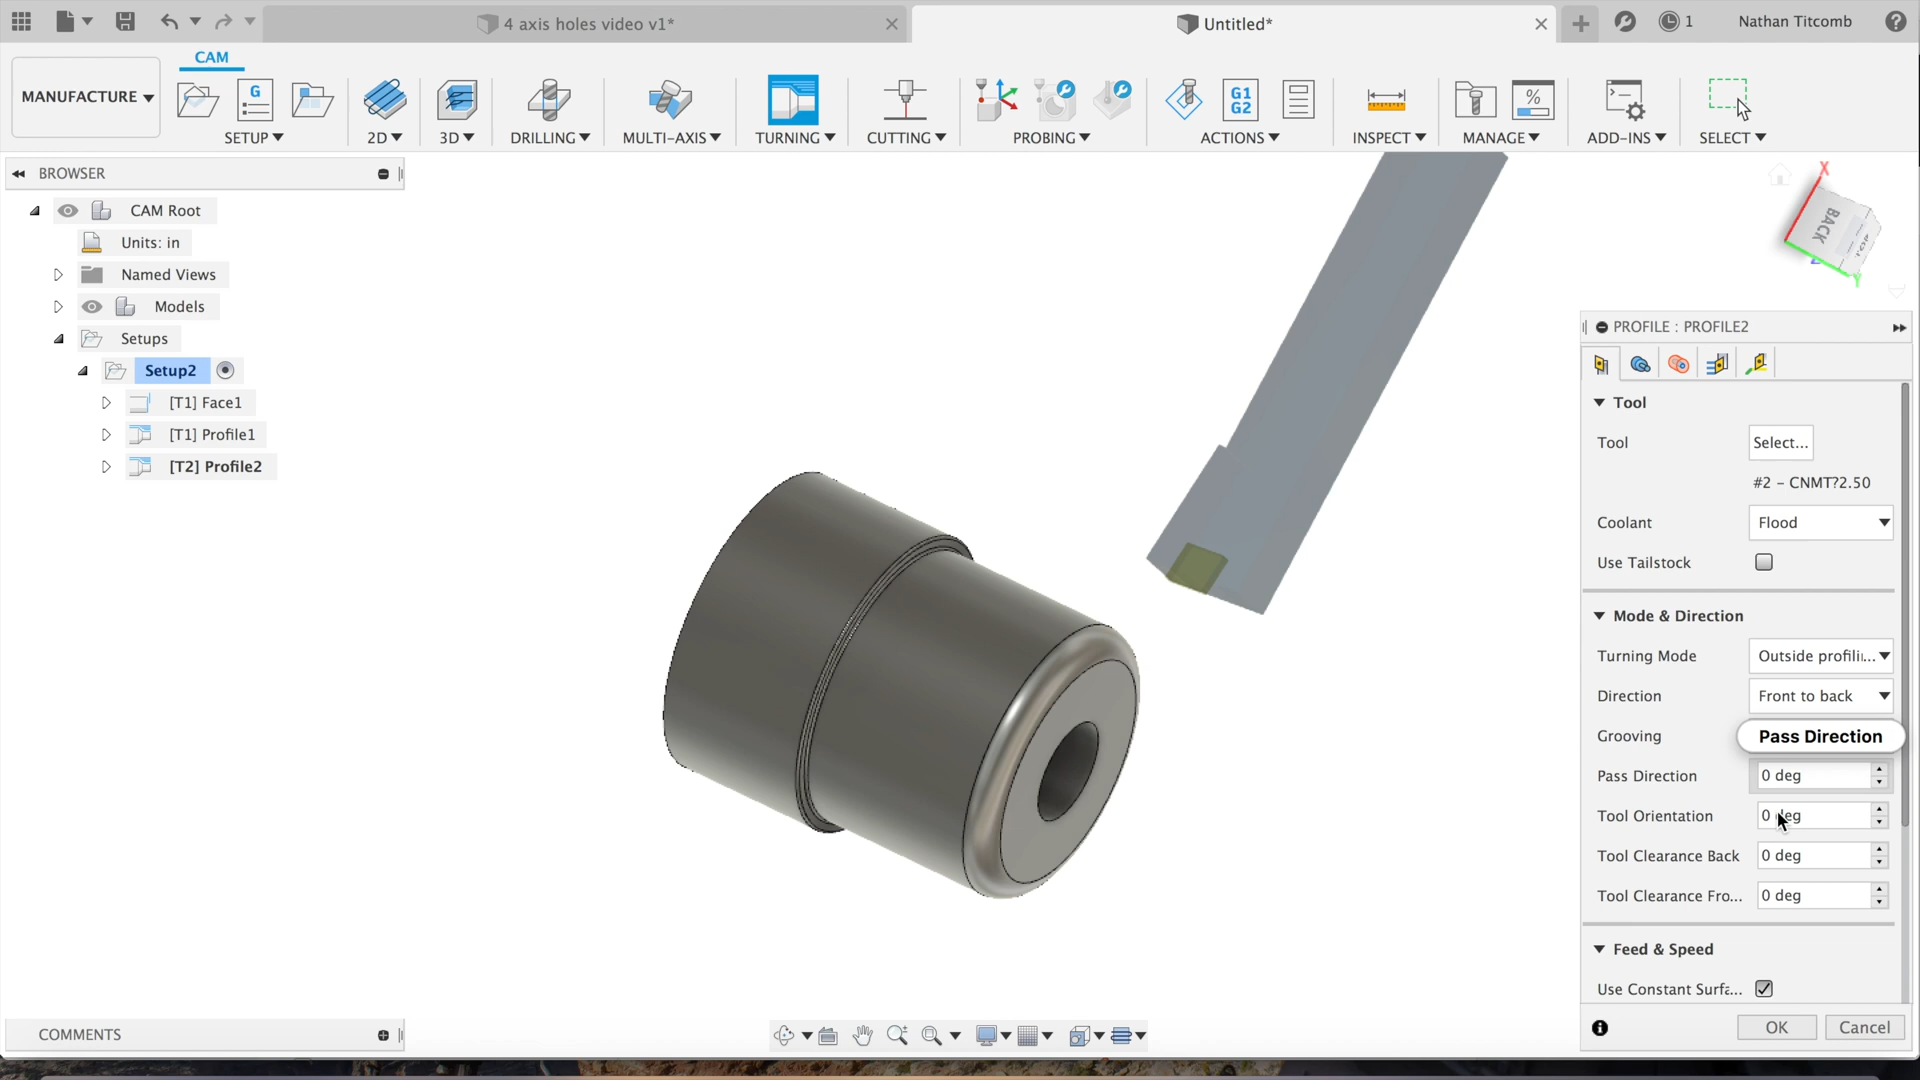 4 axis holes video v1*
Untitled*
1
Nathan Titcomb
MANUFACTURE
CAM
G
G1
G2
%
SETUP
2D
3D
DRILLING
MULTI-AXIS
TURNING
CUTTING
PROBING
ACTIONS
INSPECT
MANAGE
ADD-INS
SELECT
BROWSER
CAM Root
Units: in
Named Views
Models
Setups
Setup2
[T1] Face1
[T1] Profile1
[T2] Profile2
X
BACK
Z
Y
PROFILE : PROFILE2
Tool
Tool Select...
#2 - CNMT?2.50
Coolant Flood
Use Tailstock
Mode & Direction
Turning Mode Outside profili...
Direction Front to back
Grooving Pass Direction
Pass Direction 0 deg
Tool Orientation 0 deg
Tool Clearance Back 0 deg
Tool Clearance Fro... 0 deg
Feed & Speed
Use Constant Surfa...
OK Cancel
COMMENTS